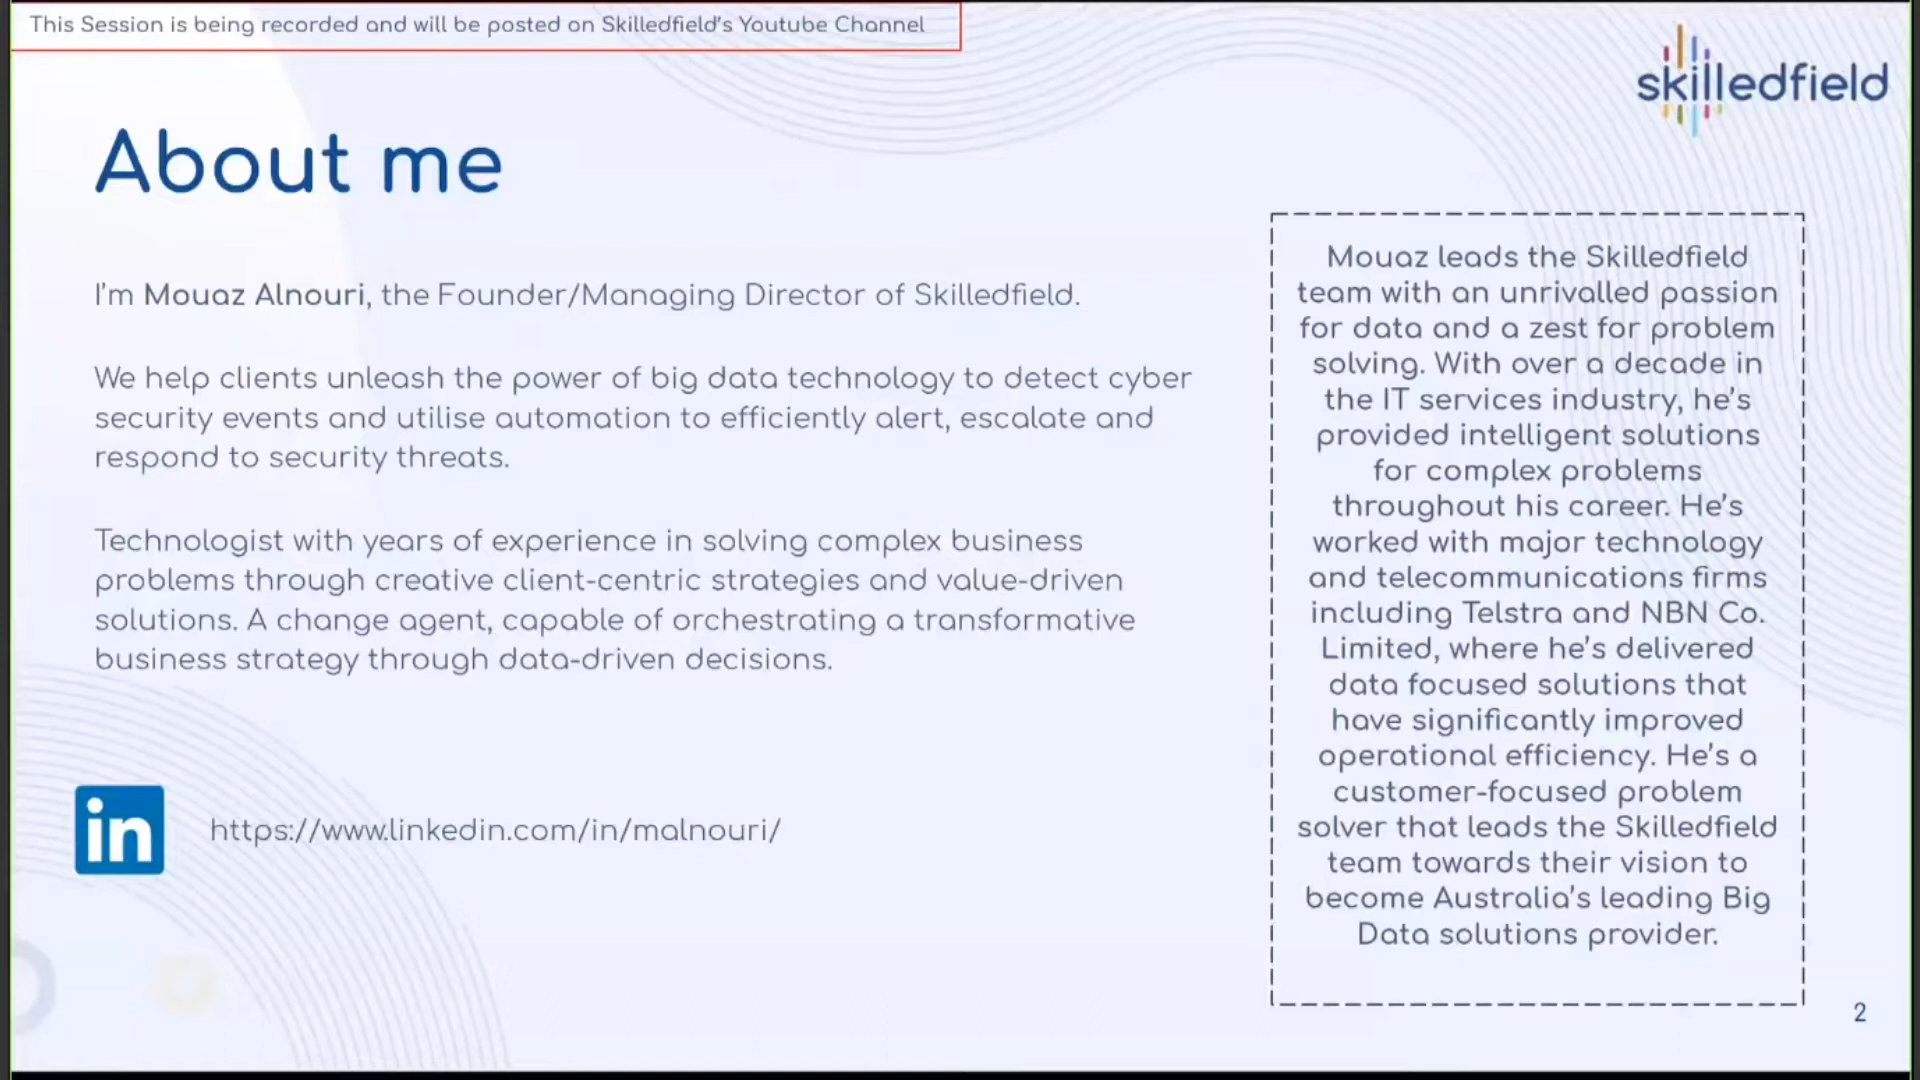 This Session is being recorded and will be posted on Skilledfield's Youtube Channel
skilledfield
About me
I'm Mouaz Alnouri, the Founder/Managing Director of Skilledfield.
We help clients unleash the power of big data technology to detect cyber
security events and utilise automation to efficiently alert, escalate and
respond to security threats.
Technologist with years of experience in solving complex business
problems through creative client-centric strategies and value-driven
solutions. A change agent, capable of orchestrating a transformative
business strategy through data-driven decisions.
in
https://www.linkedin.com/in/malnouri/
Mouaz leads the Skilledfield
team with an unrivalled passion
for data and a zest for problem
solving. With over a decade in
the IT services industry, he's
provided intelligent solutions
for complex problems
throughout his career. He's
worked with major technology
and telecommunications firms
including Telstra and NBN Co.
Limited, where he's delivered
data focused solutions that
have significantly improved
operational efficiency. He's a
customer-focused problem
solver that leads the Skilledfield
team towards their vision to
become Australia's leading Big
Data solutions provider.
2